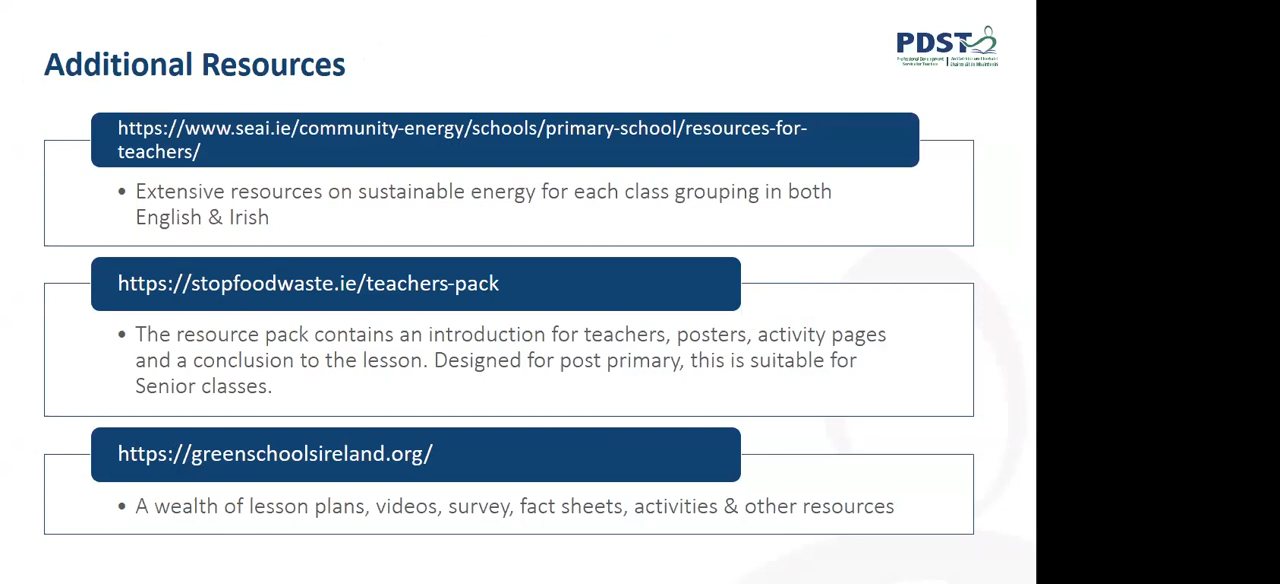 Additional Resources
PDST
https://www.seai.ie/community-energy/schools/primary-school/resources-for-
teachers/
• Extensive resources on sustainable energy for each class grouping in both
English & Irish
https://stopfoodwaste.ie/teachers-pack
• The resource pack contains an introduction for teachers, posters, activity pages
and a conclusion to the lesson. Designed for post primary, this is suitable for
Senior classes.
https://greenschoolsireland.org/
• A wealth of lesson plans, videos, survey, fact sheets, activities & other resources